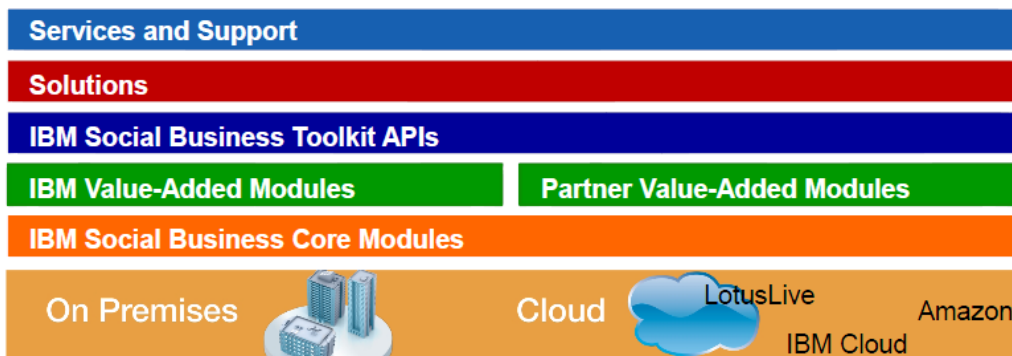 Services and Support
Solutions
IBM Social Business Toolkit APIs
IBM Value-Added Modules
Partner Value-Added Modules
IBM Social Business Core Modules
On Premises
Cloud
LotusLive
Amazon
IBM Cloud